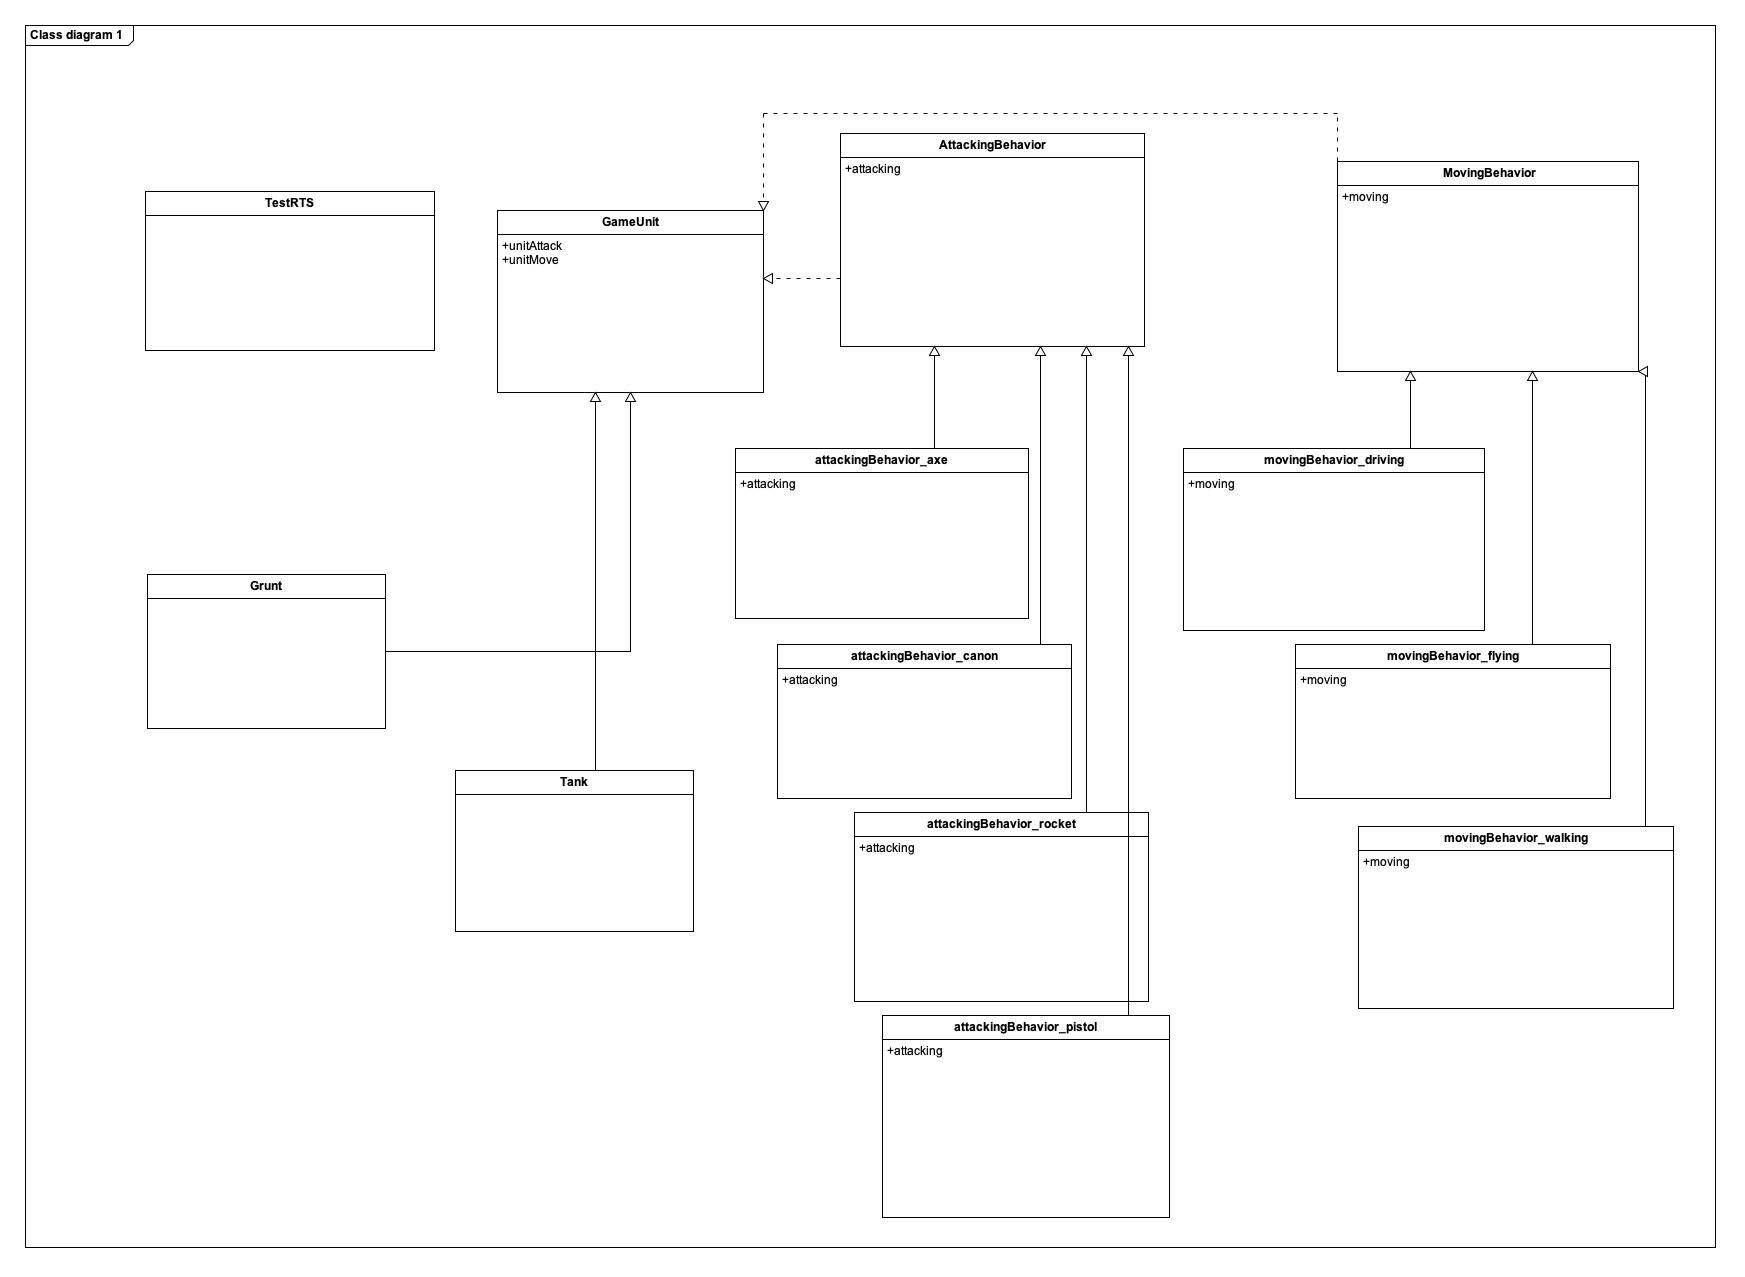 Class diagram 1
AttackingBehavior
+attacking
MovingBehavior
+moving
TestRTS
GameUnit
+unitAttack
+unitMove
attackingBehavior_axe
+attacking
movingBehavior_driving
+moving
Grunt
attackingBehavior_canon
+attacking
movingBehavior_flying
+moving
Tank
attackingBehavior_rocket
+attacking
movingBehavior_walking
+moving
attackingBehavior_pistol
+attacking